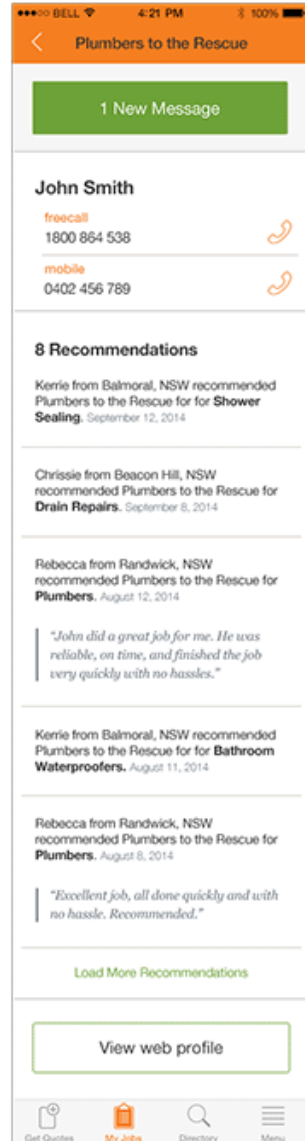 BELL 4:21 PM 100%
Plumbers to the Rescue
1 New Message
John Smith
freecall
1800 864 538
mobile
0402 456 789
8 Recommendations
Kerrie from Balmoral, NSW recommended
Plumbers to the Rescue for for Shower
Sealing. September 12, 2014
Chrissie from Beacon Hill, NSW
recommended Plumbers to the Rescue for
Drain Repairs. September 8, 2014
Rebecca from Randwick, NSW
recommended Plumbers to the Rescue for
Plumbers. August 12, 2014
"John did a great job for me. He was
reliable, on time, and finished the job
very quickly with no hassles."
Kerrie from Balmoral, NSW recommended
Plumbers to the Rescue for for Bathroom
Waterproofers. August 11, 2014
Rebecca from Randwick, NSW
recommended Plumbers to the Rescue for
Plumbers. August 8, 2014
"Excellent job, all done quickly and with
no hassle. Recommended."
Load More Recommendations
View web profile
Get Quotes My Jobs Directory Menu